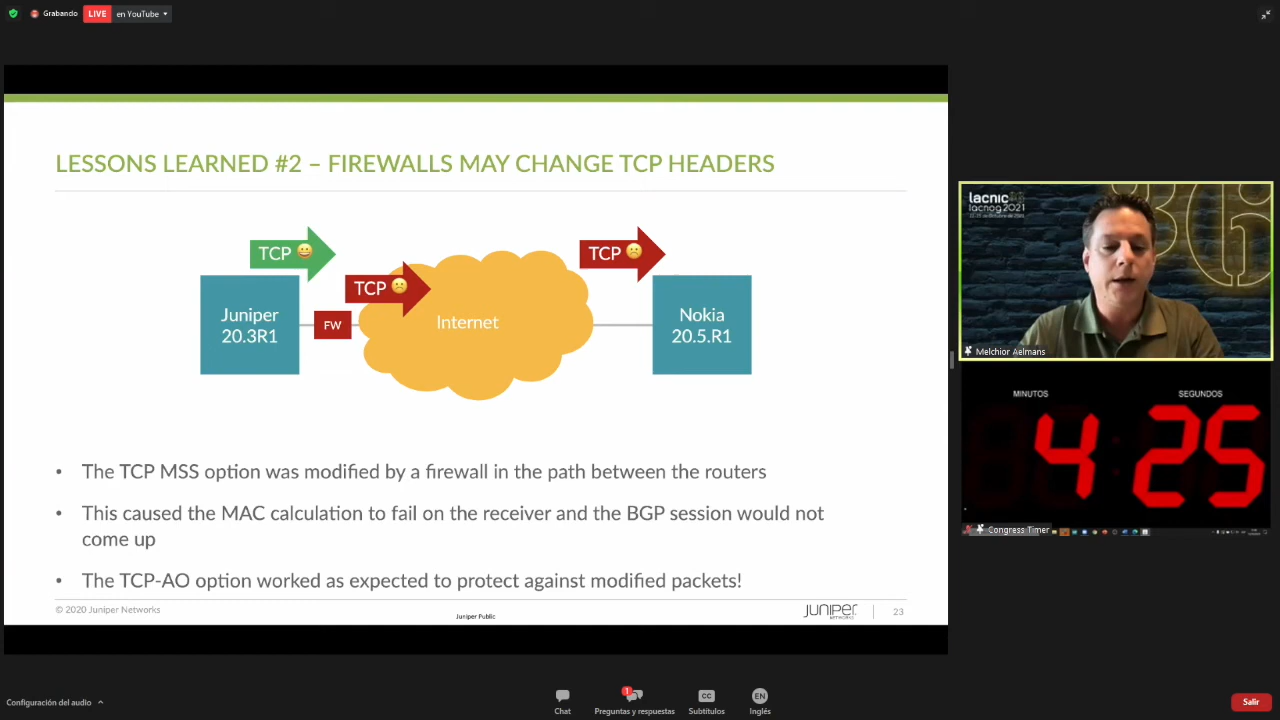 Grabando
LIVE
en YouTube
LESSONS LEARNED #2 – FIREWALLS MAY CHANGE TCP HEADERS
TCP
TCP
TCP
Juniper
20.3R1
FW
Internet
Nokia
20.5.R1
• The TCP MSS option was modified by a firewall in the path between the routers
• This caused the MAC calculation to fail on the receiver and the BGP session would not
come up
• The TCP-AO option worked as expected to protect against modified packets!
© 2020 Juniper Networks
Juniper Public
JUNIPER
NETWORKS
23
lacnic 36
lacnog 2021
Melchior Aelmans
MINUTOS
SEGUNDOS
4 : 25
Congress Timer
Configuración del audio
Chat
1
Preguntas y respuestas
CC
Subtítulos
EN
Inglés
Salir